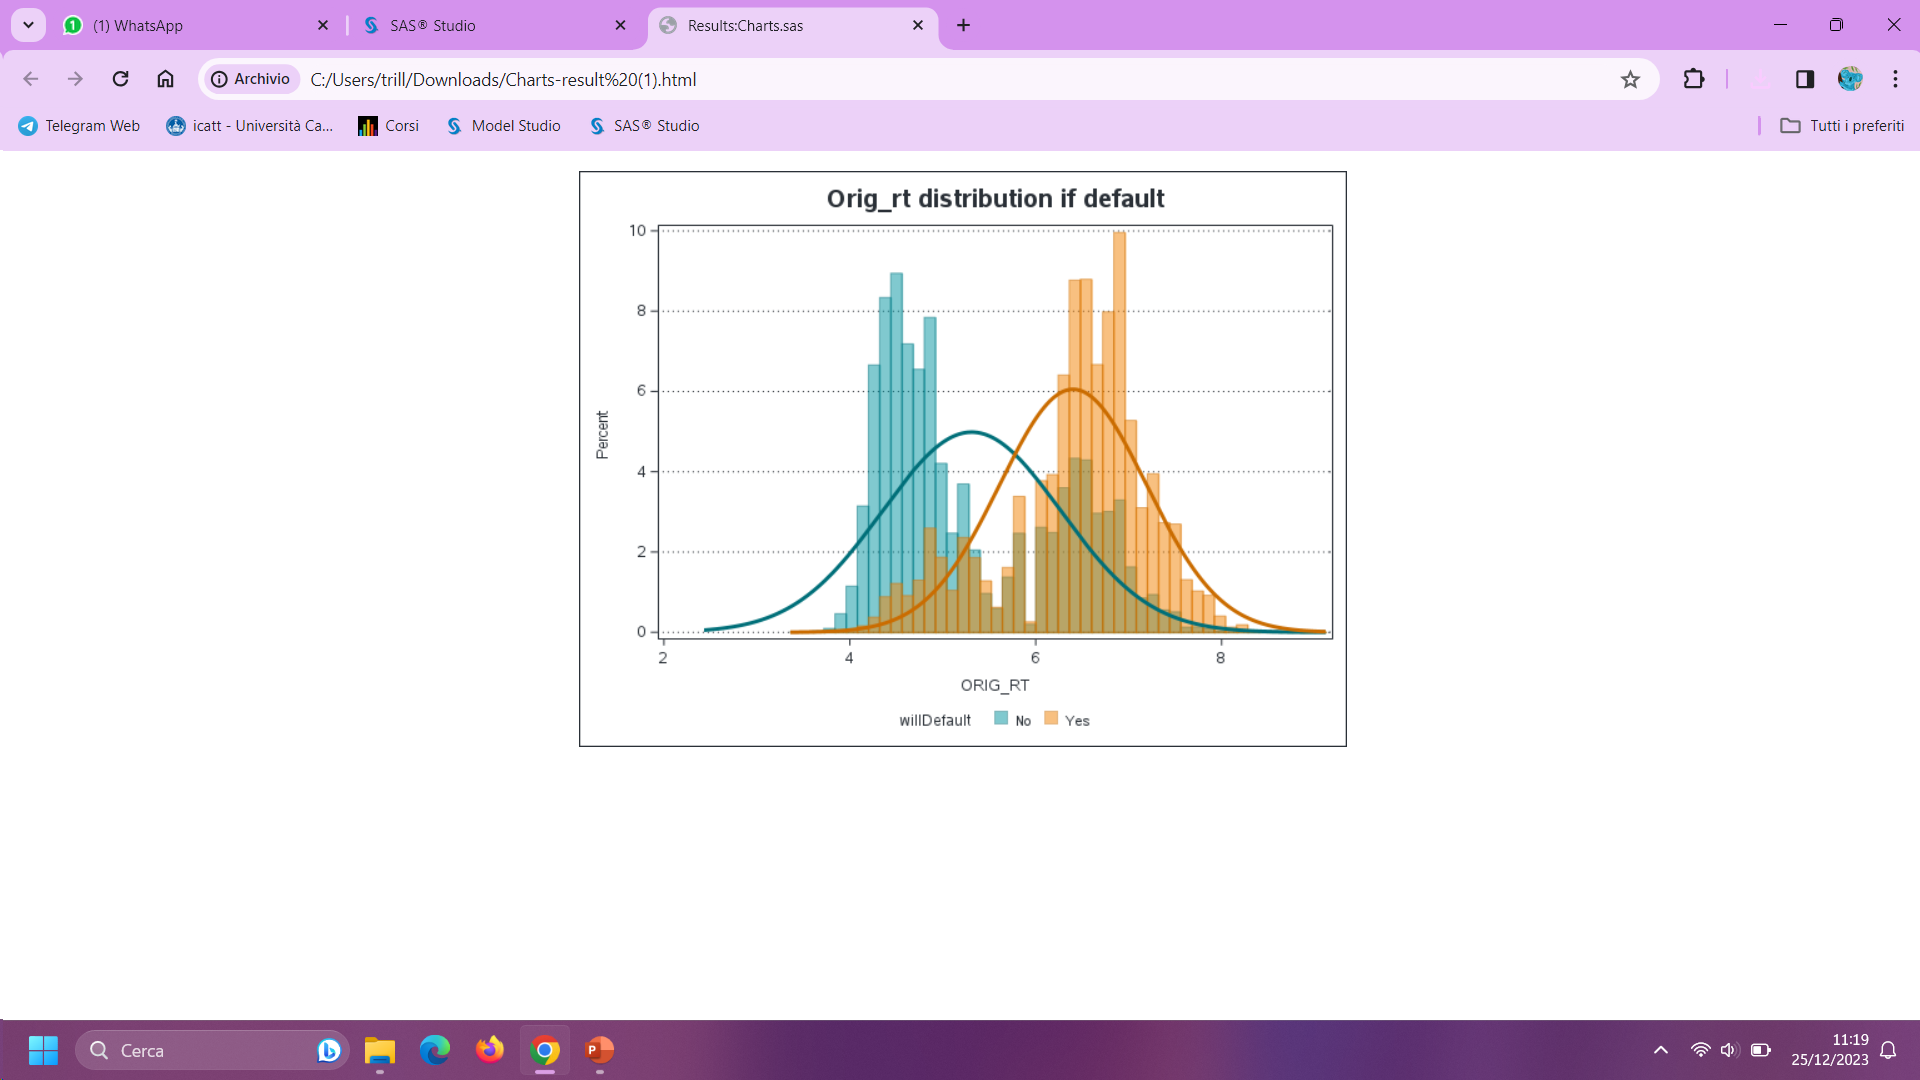 (1) WhatsApp
SAS® Studio
Results:Charts.sas
Archivio
C:/Users/trill/Downloads/Charts-result%20(1).html
Telegram Web
icatt - Università Ca...
Corsi
Model Studio
SAS® Studio
Tutti i preferiti
Orig_rt distribution if default
10
8
6
4
2
0
Percent
2
4
6
8
ORIG_RT
willDefault
No
Yes
Cerca
11:19
25/12/2023